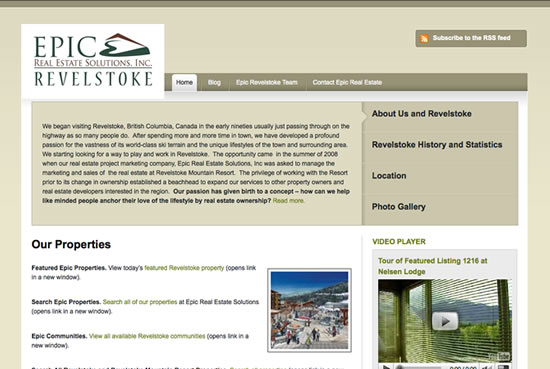 EPIC
REAL ESTATE SOLUTIONS, INC.
REVELSTOKE
Subscribe to the RSS feed
Home Blog Epic Revelstoke Team Contact Epic Real Estate
We began visiting Revelstoke, British Columbia, Canada in the early nineties usually just passing through on the
highway as so many people do. After spending more and more time in town, we have developed a profound
passion for the vastness of its world-class ski terrain and the unique lifestyles of the town and surrounding area.
We starting looking for a way to play and work in Revelstoke. The opportunity came in the summer of 2008
when our real estate project marketing company, Epic Real Estate Solutions, Inc was asked to manage the
marketing and sales of the real estate at Revelstoke Mountain Resort. The privilege of working with the Resort
prior to its change in ownership established a beachhead to expand our services to other property owners and
real estate developers interested in the region. Our passion has given birth to a concept – how can we help
like minded people anchor their love of the lifestyle by real estate ownership? Read more.
About Us and Revelstoke
Revelstoke History and Statistics
Location
Photo Gallery
Our Properties
Featured Epic Properties. View today's featured Revelstoke property (opens link
in a new window).
Search Epic Properties. Search all of our properties at Epic Real Estate Solutions
(opens link in a new window).
Epic Communities. View all available Revelstoke communities (opens link in a
new window).
VIDEO PLAYER
Tour of Featured Listing 1216 at
Nelsen Lodge